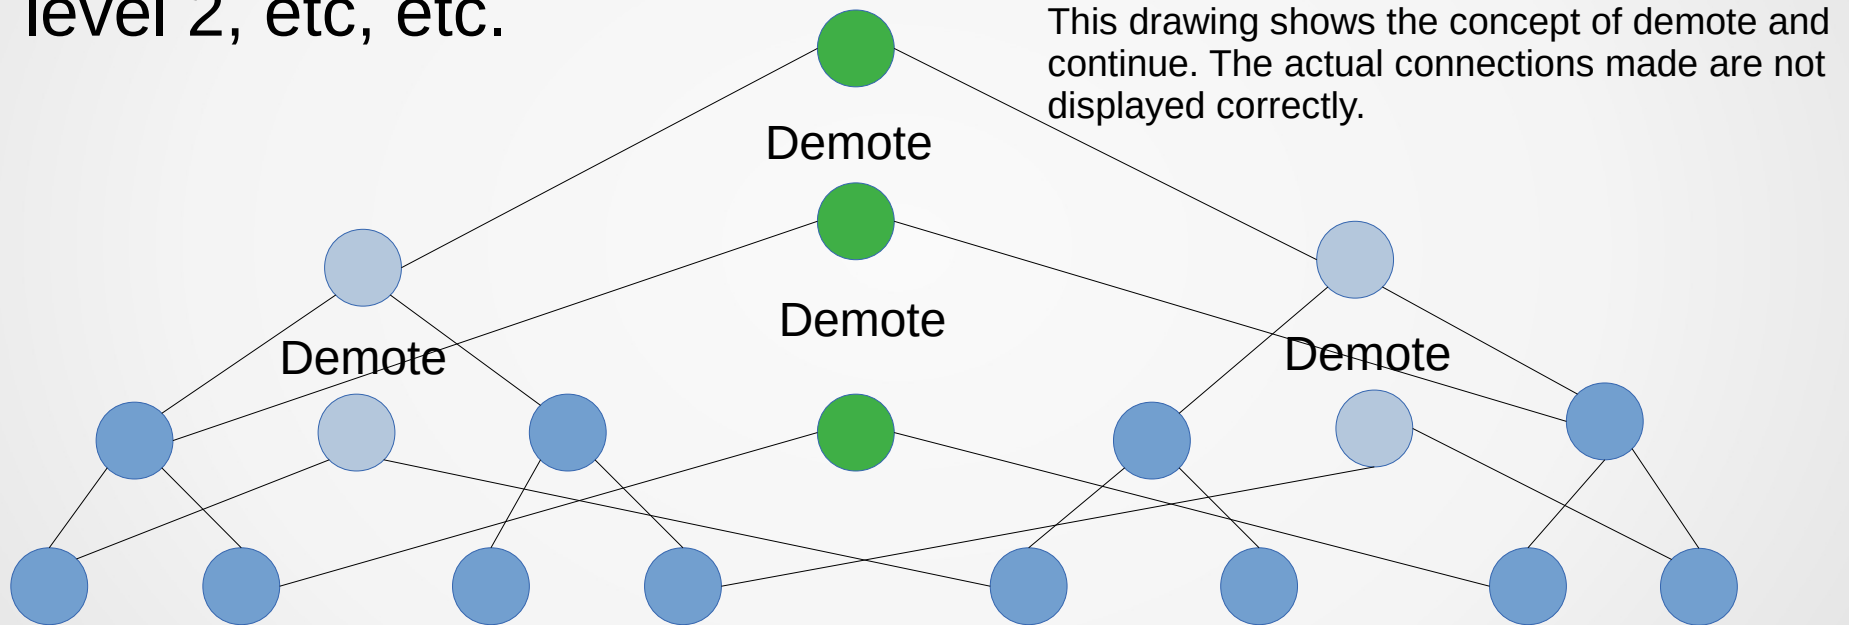 level 2, etc, etc.
This drawing shows the concept of demote and
continue. The actual connections made are not
displayed correctly.
Demote
Demote
Demote
Demote